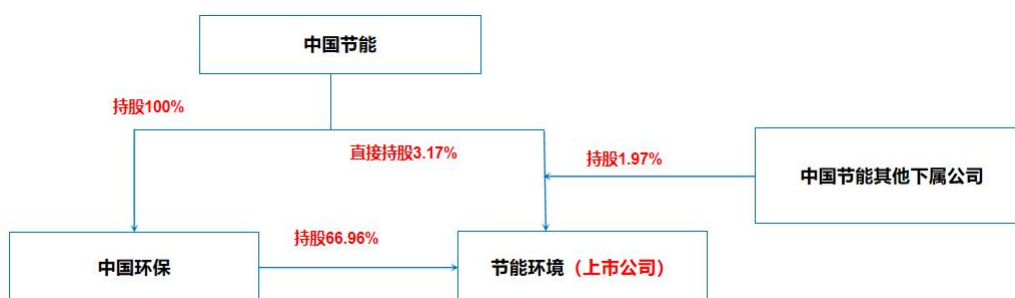 中国节能
持股100%
直接持股3.17%
持股1.97%
中国节能其他下属公司
持股66.96%
中国环保
节能环境（上市公司）